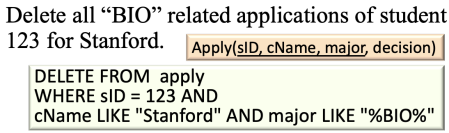 Delete all “BIO” related applications of student
123 for Stanford.
Apply(sID, cName, major, decision)
DELETE FROM apply
WHERE sID = 123 AND
cName LIKE "Stanford" AND major LIKE "%BIO%"